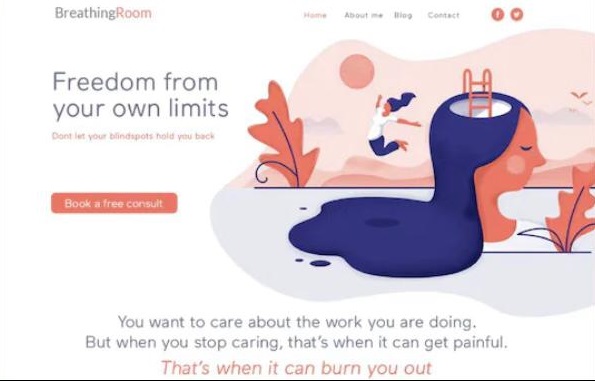 BreathingRoom
Home About me Blog Contact
Freedom from
your own limits
Dont let your blindspots hold you back
Book a free consult
You want to care about the work you are doing.
But when you stop caring, that's when it can get painful.
That's when it can burn you out